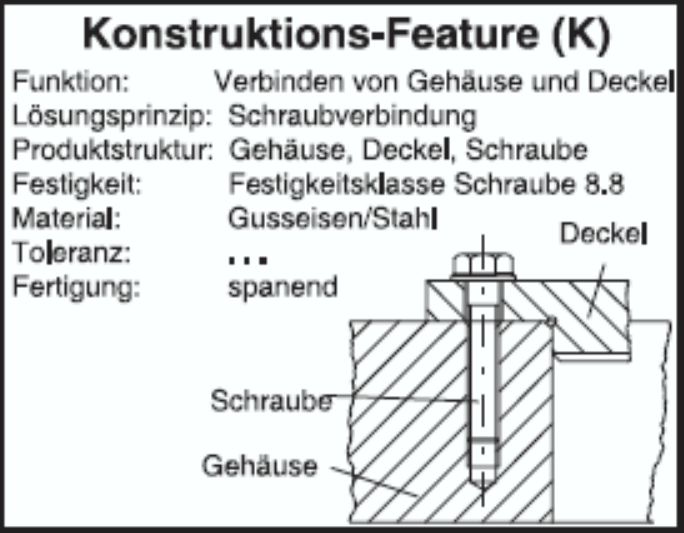 Konstruktions-Feature (K)
Funktion: Verbinden von Gehäuse und Deckel
Lösungsprinzip: Schraubverbindung
Produktstruktur: Gehäuse, Deckel, Schraube
Festigkeit: Festigkeitsklasse Schraube 8.8
Material: Gusseisen/Stahl
Toleranz: ...
Fertigung: spanend
Deckel
Schraube
Gehäuse